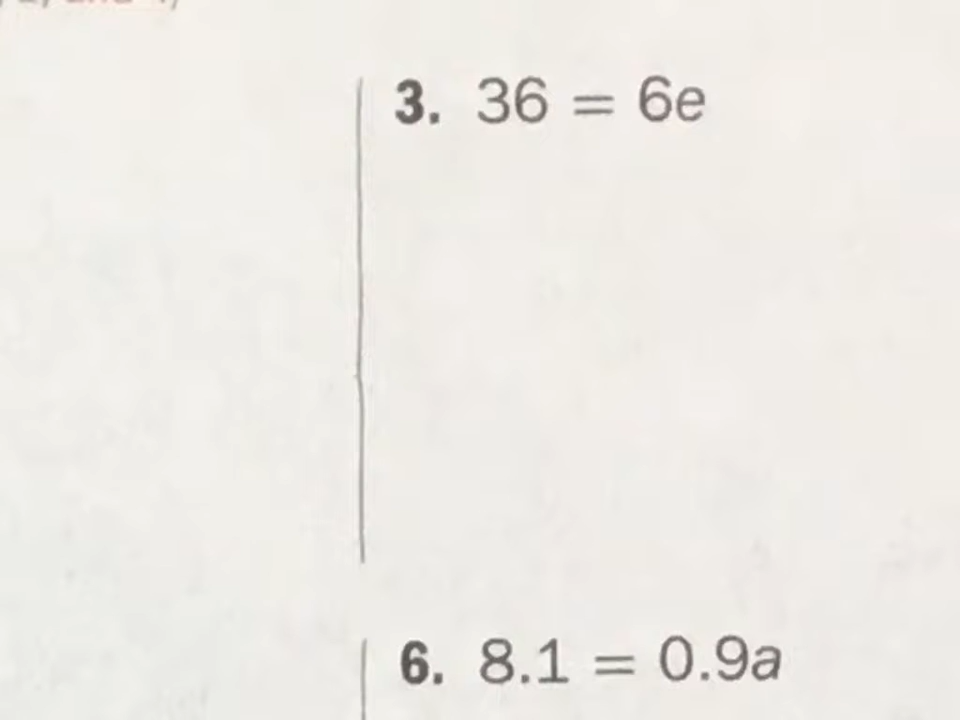 3. 36 = 6e
6. 8.1 = 0.9a